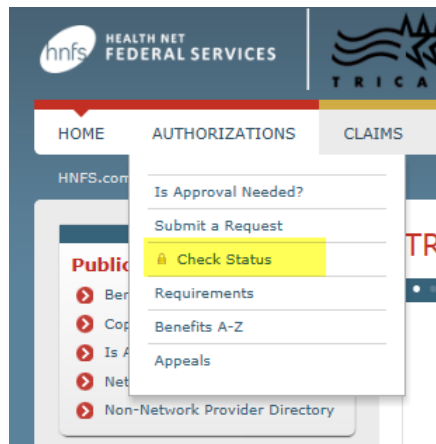 hnfs
HEALTH NET
FEDERAL SERVICES
HOME
AUTHORIZATIONS
CLAIMS
HNFS.com
Is Approval Needed?
Submit a Request
Check Status
Requirements
Benefits A-Z
Appeals
Non-Network Provider Directory